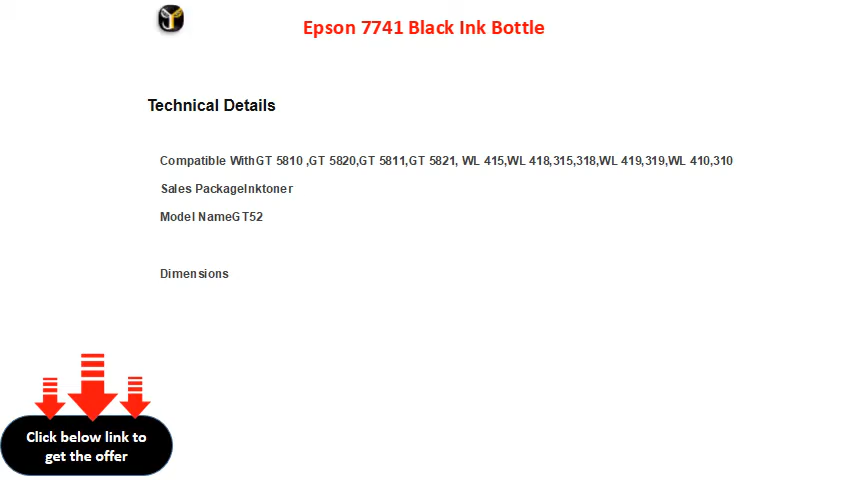 Epson 7741 Black Ink Bottle
Technical Details
Compatible WithGT 5810 ,GT 5820,GT 5811,GT 5821, WL 415,WL 418,315,318,WL 419,319,WL 410,310
Sales PackageInktoner
Model NameGT52
Dimensions
Click below link to
get the offer